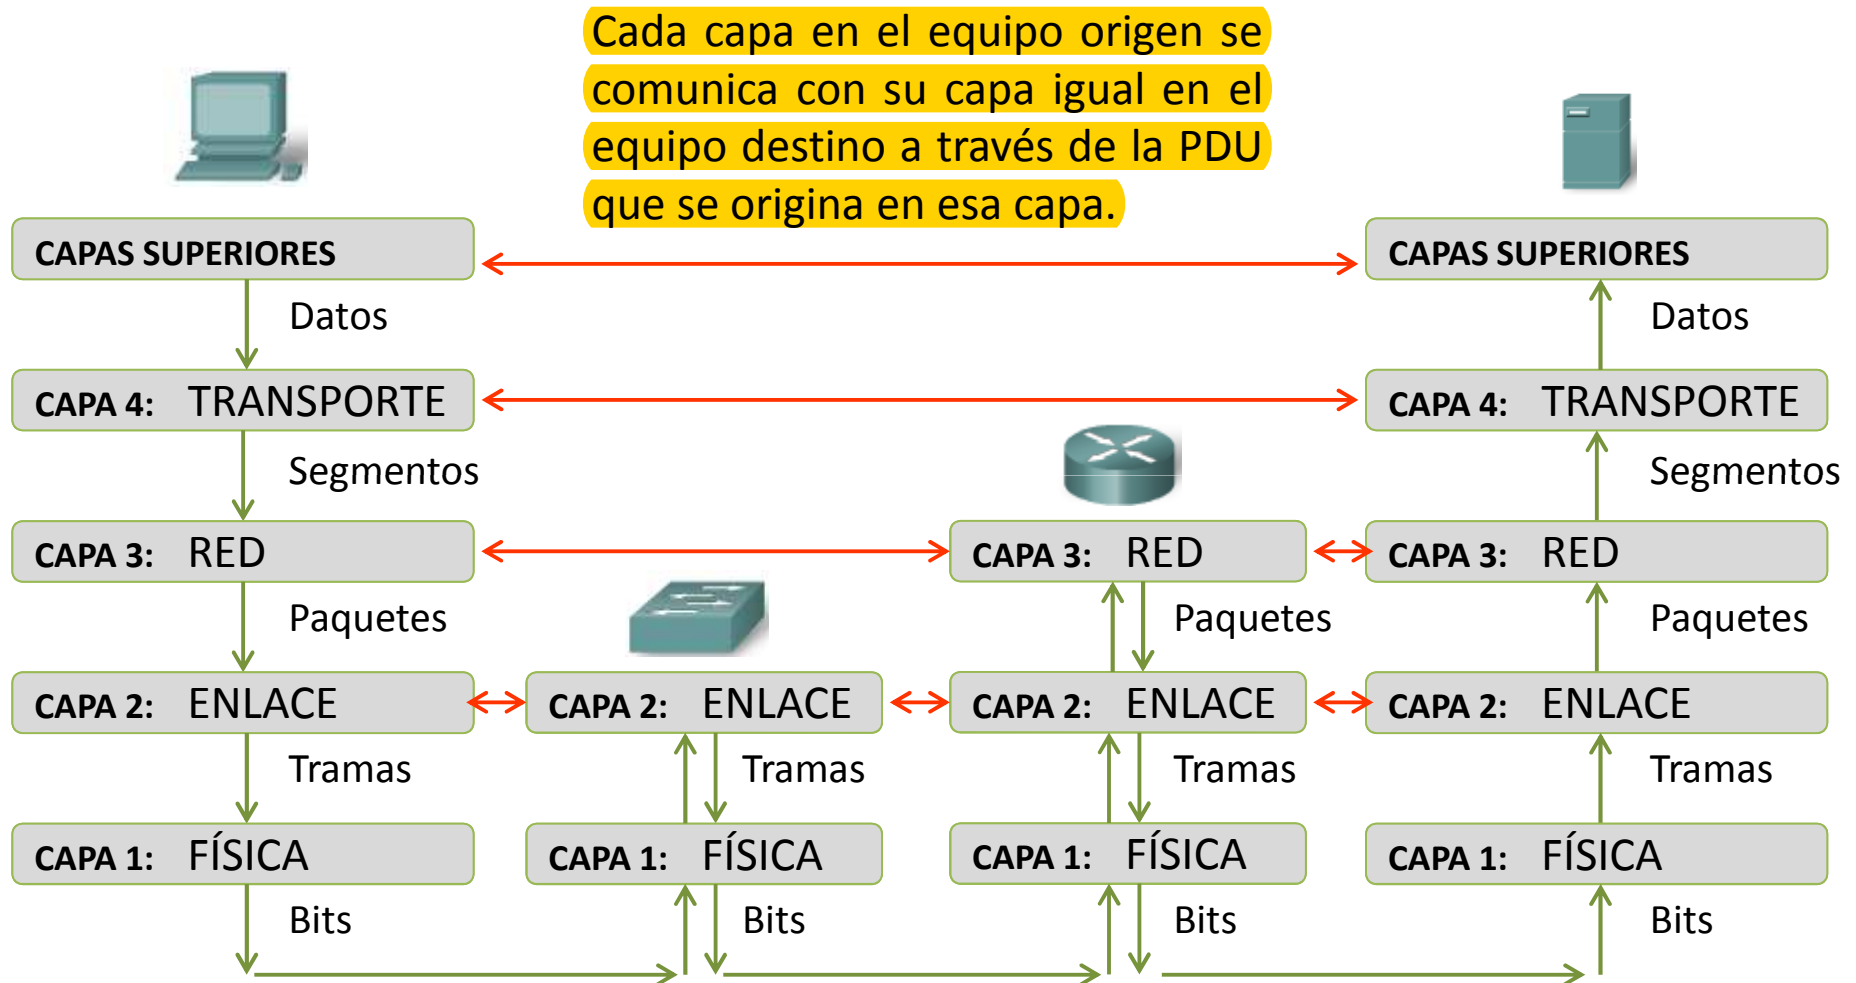 Cada capa en el equipo origen se
comunica con su capa igual en el
equipo destino a través de la PDU
que se origina en esa capa.
CAPAS SUPERIORES
CAPAS SUPERIORES
Datos
Datos
CAPA 4: TRANSPORTE
CAPA 4: TRANSPORTE
Segmentos
Segmentos
CAPA 3: RED
CAPA 3: RED
CAPA 3: RED
Paquetes
Paquetes
Paquetes
CAPA 2: ENLACE
CAPA 2: ENLACE
CAPA 2: ENLACE
CAPA 2: ENLACE
Tramas
Tramas
Tramas
Tramas
CAPA 1: FÍSICA
CAPA 1: FÍSICA
CAPA 1: FÍSICA
CAPA 1: FÍSICA
Bits
Bits
Bits
Bits